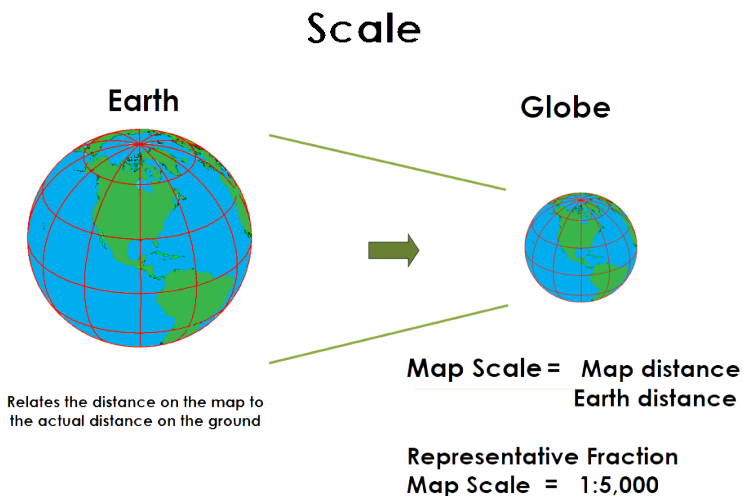 Scale
Earth
Globe
Relates the distance on the map to
the actual distance on the ground
Map Scale = Map distance
Earth distance
Representative Fraction
Map Scale = 1:5,000